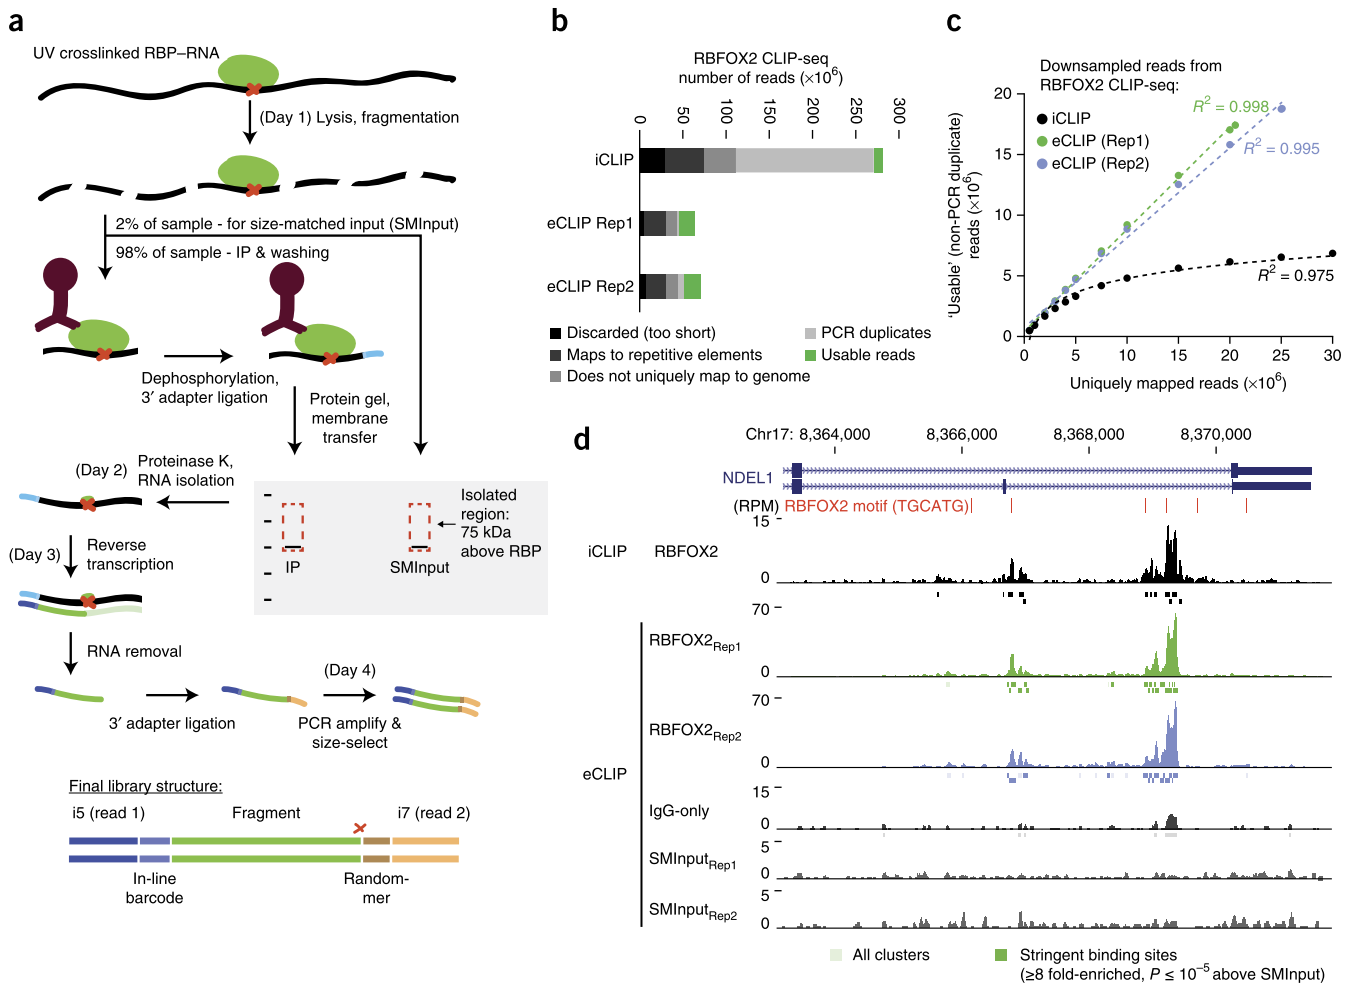 a
UV crosslinked RBP–RNA
(Day 1) Lysis, fragmentation
2% of sample - for size-matched input (SMInput)
98% of sample - IP & washing
Dephosphorylation,
3′ adapter ligation
Protein gel,
membrane
transfer
(Day 2)
Proteinase K,
RNA isolation
Isolated
region:
75 kDa
above RBP
IP
SMInput
(Day 3)
Reverse
transcription
RNA removal
(Day 4)
3′ adapter ligation
PCR amplify &
size-select
Final library structure:
i5 (read 1)
Fragment
i7 (read 2)
In-line
barcode
Random-
mer
b
RBFOX2 CLIP-seq
number of reads (×10⁶)
0 50 100 150 200 250 300
iCLIP
eCLIP Rep1
eCLIP Rep2
Discarded (too short)
Maps to repetitive elements
Does not uniquely map to genome
PCR duplicates
Usable reads
c
Downsampled reads from
RBFOX2 CLIP-seq:
iCLIP
eCLIP (Rep1)
eCLIP (Rep2)
R² = 0.998
R² = 0.995
R² = 0.975
'Usable' (non-PCR duplicate)
reads (×10⁶)
20
15
10
5
0
0 5 10 15 20 25 30
Uniquely mapped reads (×10⁶)
d
Chr17: 8,364,000 8,366,000 8,368,000 8,370,000
NDEL1
(RPM) RBFOX2 motif (TGCATG)
15
iCLIP RBFOX2
0
70
RBFOX2Rep1
0
70
RBFOX2Rep2
0
eCLIP
15
IgG-only
0
5
SMInputRep1
0
5
SMInputRep2
0
All clusters
Stringent binding sites
(≥8 fold-enriched, P ≤ 10⁻⁵ above SMInput)